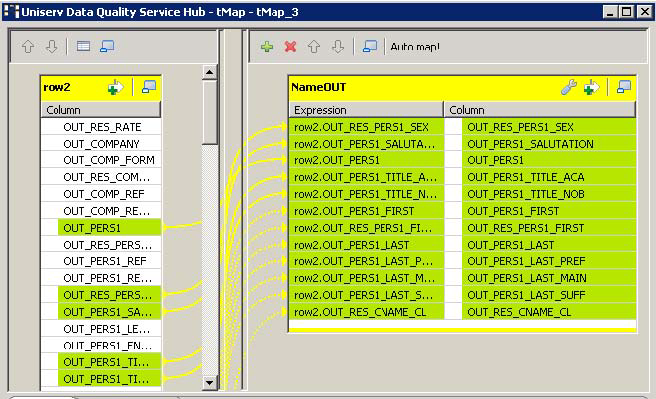 Uniserv Data Quality Service Hub - tMap - tMap_3
Auto map!
row2
Column
OUT_RES_RATE
OUT_COMPANY
OUT_COMP_FORM
OUT_RES_COM...
OUT_COMP_REF
OUT_COMP_RE...
OUT_PERS1
OUT_RES_PERS...
OUT_PERS1_REF
OUT_PERS1_RE...
OUT_RES_PERS...
OUT_PERS1_SA...
OUT_PERS1_LE...
OUT_PERS1_EN...
OUT_PERS1_TI...
OUT_PERS1_TI...
NameOUT
Expression Column
row2.OUT_RES_PERS1_SEX OUT_RES_PERS1_SEX
row2.OUT_PERS1_SALUTA... OUT_PERS1_SALUTATION
row2.OUT_PERS1 OUT_PERS1
row2.OUT_PERS1_TITLE_A... OUT_PERS1_TITLE_ACA
row2.OUT_PERS1_TITLE_N... OUT_PERS1_TITLE_NOB
row2.OUT_PERS1_FIRST OUT_PERS1_FIRST
row2.OUT_RES_PERS1_FI... OUT_RES_PERS1_FIRST
row2.OUT_PERS1_LAST OUT_PERS1_LAST
row2.OUT_PERS1_LAST_P... OUT_PERS1_LAST_PREF
row2.OUT_PERS1_LAST_M... OUT_PERS1_LAST_MAIN
row2.OUT_PERS1_LAST_S... OUT_PERS1_LAST_SUFF
row2.OUT_RES_CNAME_CL OUT_RES_CNAME_CL